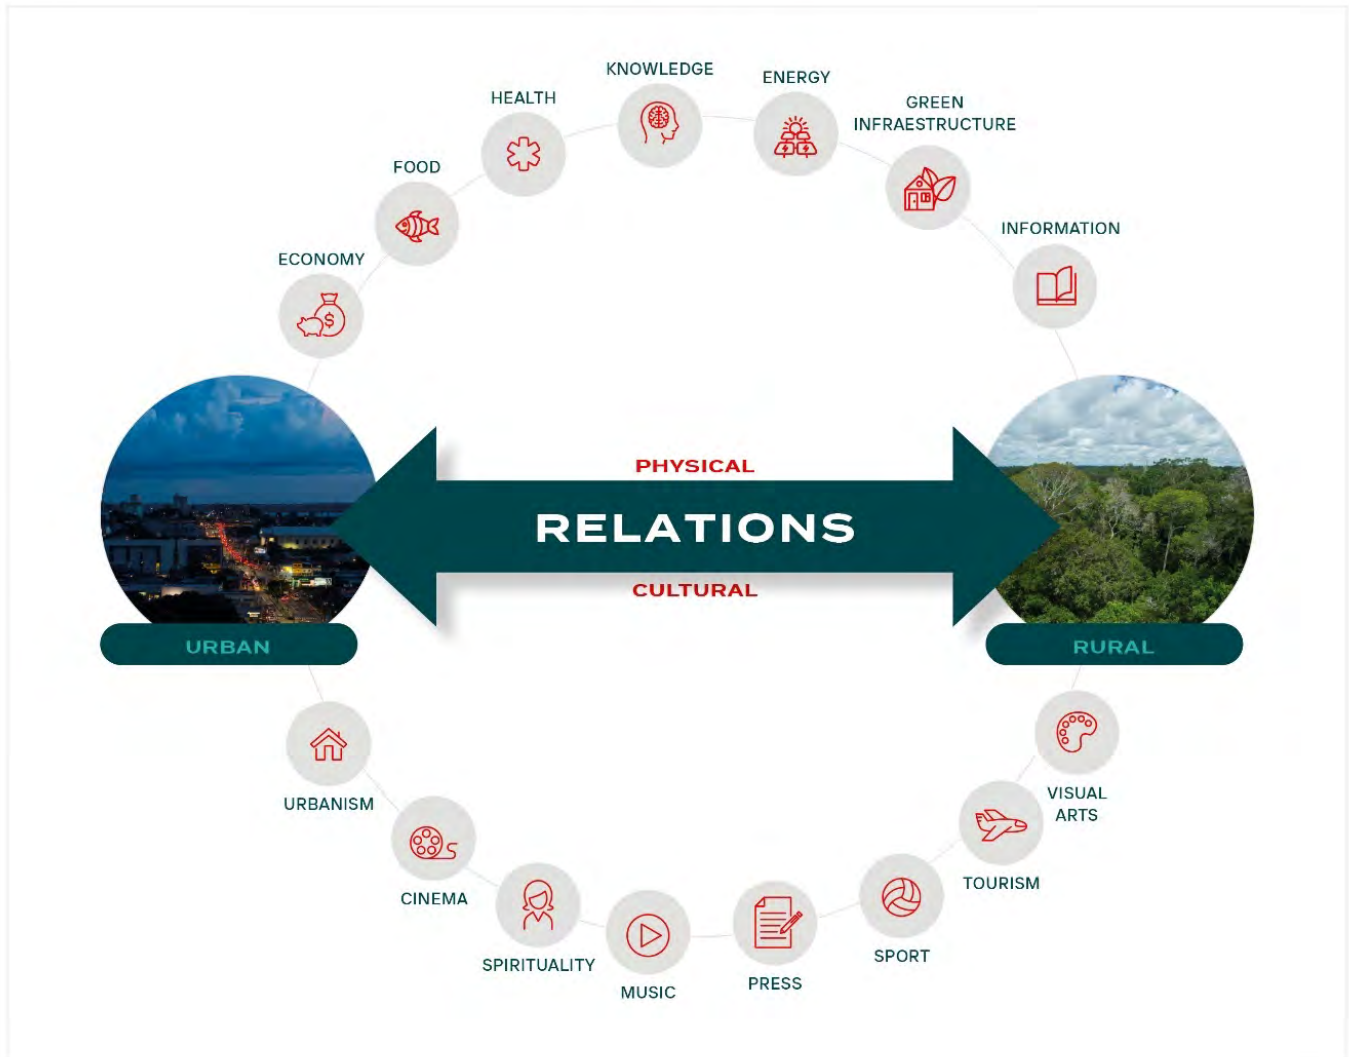 KNOWLEDGE
ENERGY
HEALTH
GREEN
INFRAESTRUCTURE
FOOD
INFORMATION
ECONOMY
PHYSICAL
RELATIONS
CULTURAL
URBAN
RURAL
URBANISM
VISUAL
ARTS
CINEMA
TOURISM
SPIRITUALITY
SPORT
MUSIC
PRESS